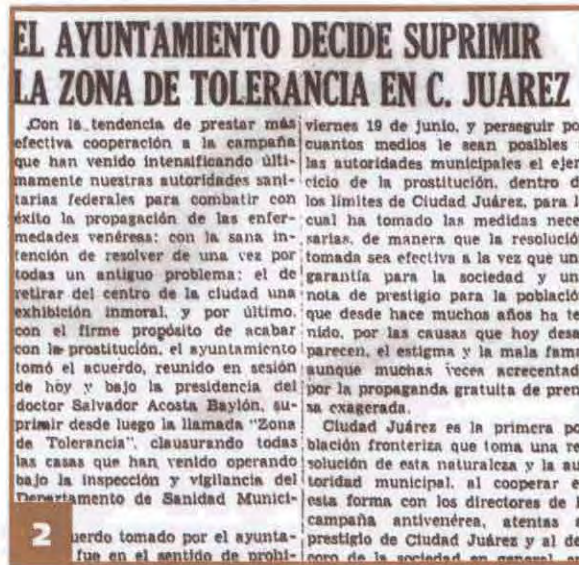 EL AYUNTAMIENTO DECIDE SUPRIMIR
LA ZONA DE TOLERANCIA EN C. JUAREZ
Con la tendencia de prestar más
efectiva cooperación a la campaña
que han venido intensificando últi-
mamente nuestras autoridades sani-
tarias federales para combatir con
éxito la propagación de las enfer-
medades venéreas; con la sana in-
tención de resolver de una vez por
todas un antiguo problema: el de
retirar del centro de la ciudad una
exhibición inmoral, y por último,
con el firme propósito de acabar
con la prostitución, el ayuntamiento
tomó el acuerdo, reunido en sesión
de hoy y bajo la presidencia del
doctor Salvador Acosta Baylón, su-
primir desde luego la llamada "Zona
de Tolerancia", clausurando todas
las casas que han venido operando
bajo la inspección y vigilancia del
Departamento de Sanidad Munici-
uerdo tomado por el ayunta-
fue en el sentido de prohi-
2
viernes 19 de junio, y perseguir po
cuantos medios le sean posibles
las autoridades municipales el ejer
cicio de la prostitución, dentro d
los límites de Ciudad Juárez, para l
cual ha tomado las medidas nece
sarias, de manera que la resolució
tomada sea efectiva a la vez que un
garantía para la sociedad y un
nota de prestigio para la població
que desde hace muchos años ha te
nido, por las causas que hoy desa
parecen, el estigma y la mala fam
aunque muchas veces acrecentad
por la propaganda gratuita de pren
sa exagerada.
Ciudad Juárez es la primera po
blación fronteriza que toma una re
solución de esta naturaleza y la au
toridad municipal, al cooperar e
esta forma con los directores de l
campaña antivenérea, atentas a
prestigio de Ciudad Juárez y al de
coro de la sociedad en general,